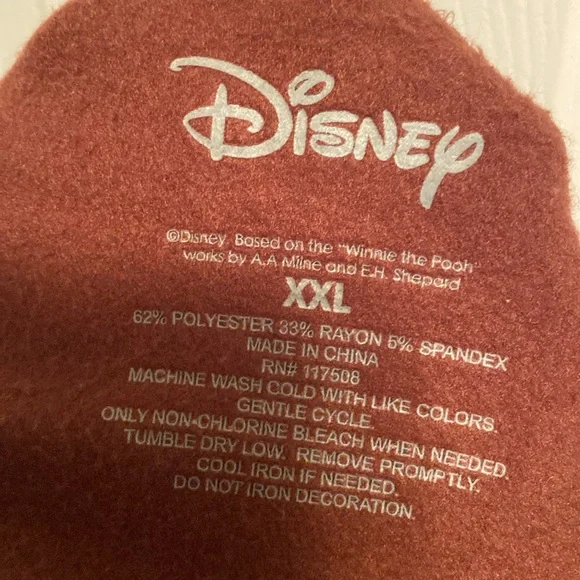 Disney
©Disney. Based on the "Winnie the Pooh"
works by A.A Milne and E.H. Shepard
XXL
62% POLYESTER 33% RAYON 5% SPANDEX
MADE IN CHINA
RN# 117508
MACHINE WASH COLD WITH LIKE COLORS.
GENTLE CYCLE.
ONLY NON-CHLORINE BLEACH WHEN NEEDED.
TUMBLE DRY LOW. REMOVE PROMPTLY.
COOL IRON IF NEEDED.
DO NOT IRON DECORATION.